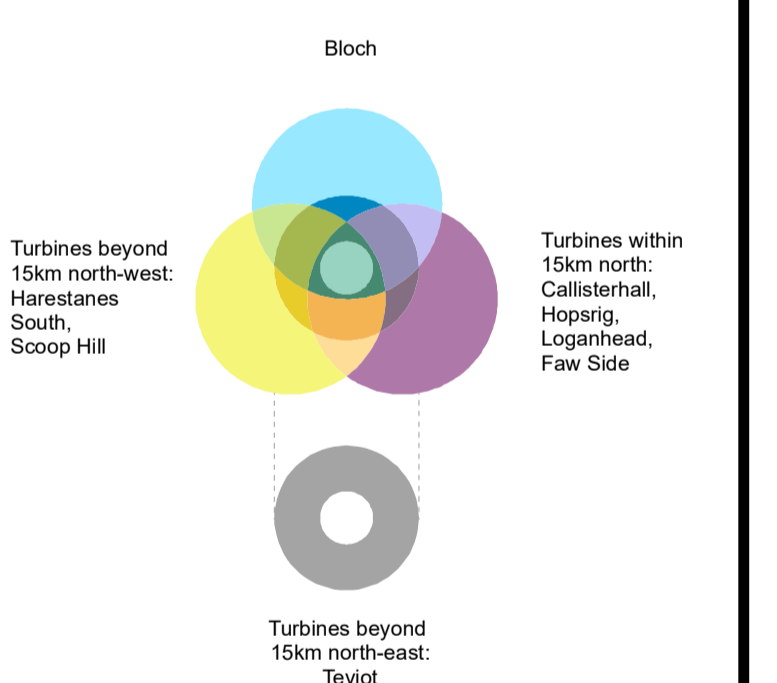 Bloch
Turbines beyond
15km north-west:
Harestanes
South,
Scoop Hill
Turbines within
15km north:
Callisterhall,
Hopsrig,
Loganhead,
Faw Side
Turbines beyond
15km north-east:
Teviot